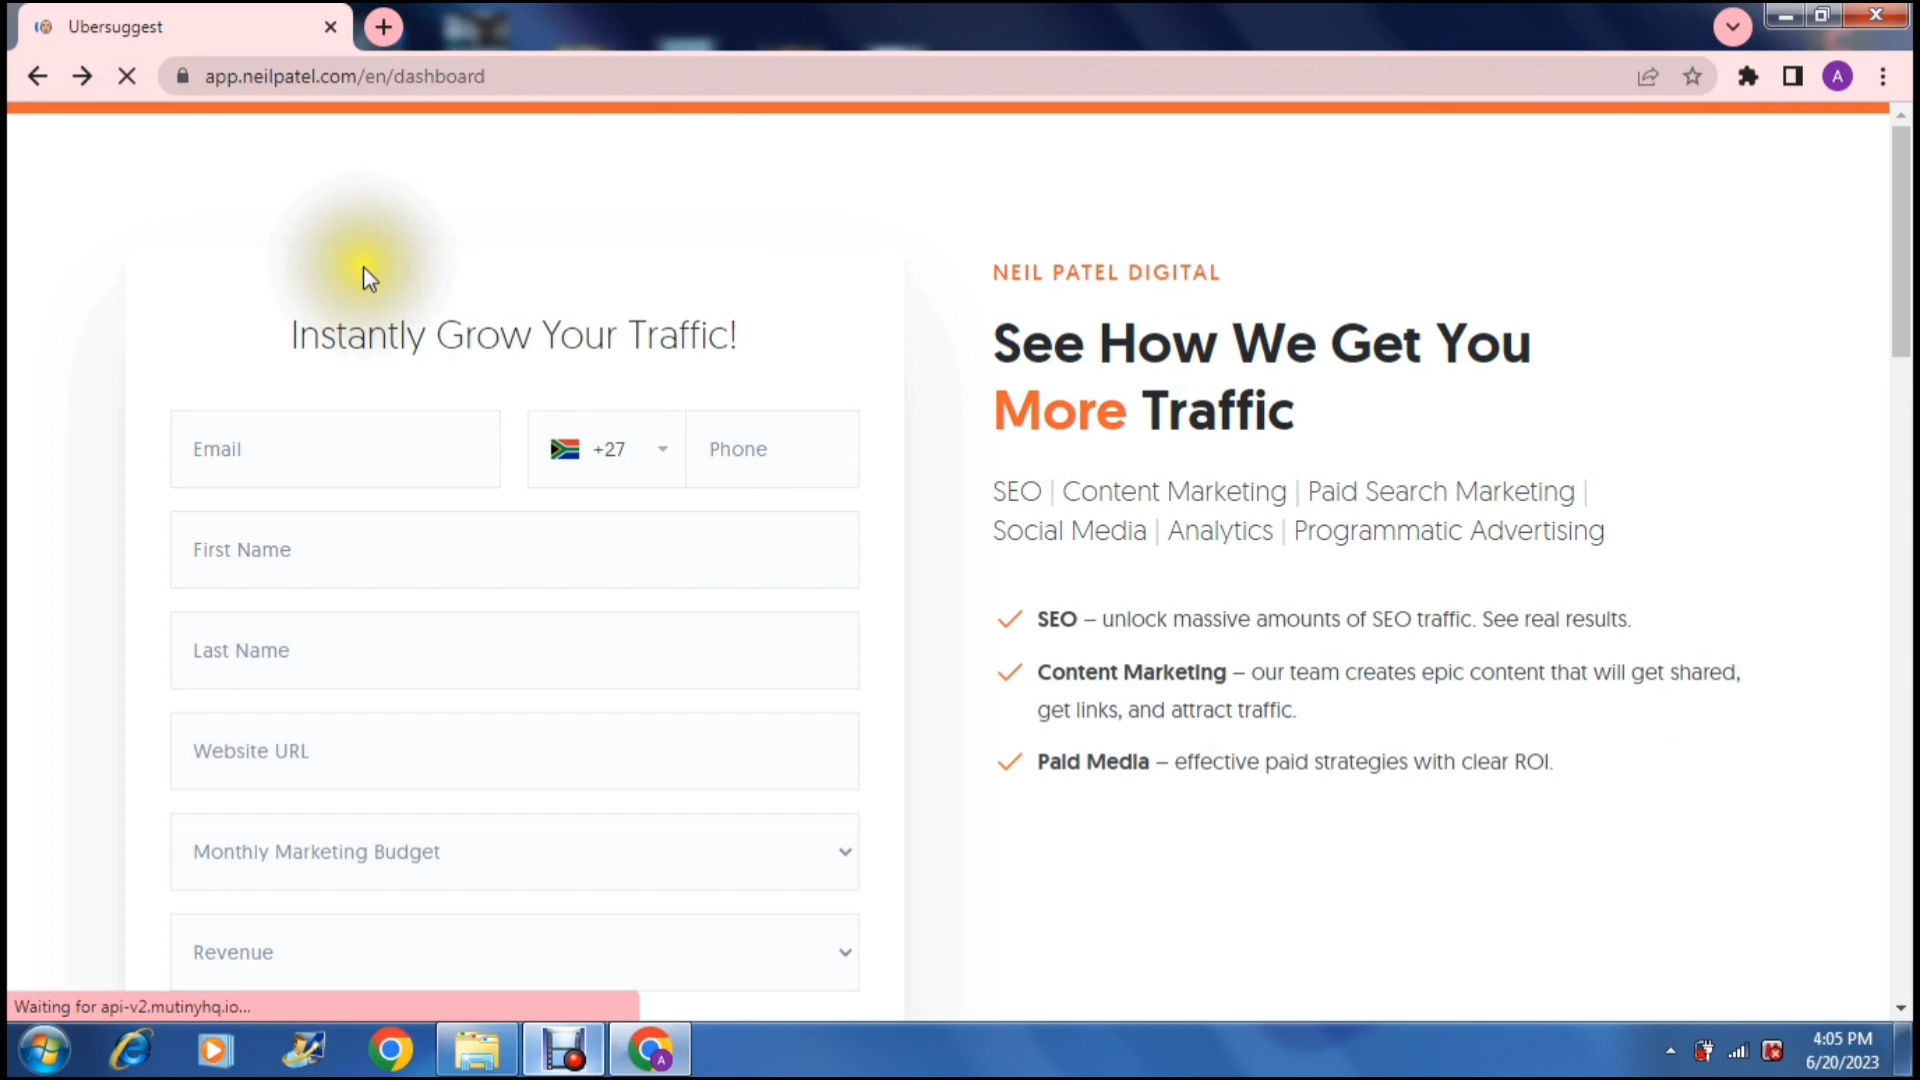 Ubersuggest
app.neilpatel.com/en/dashboard
A
Instantly Grow Your Traffic!
Email
+27
Phone
First Name
Last Name
Website URL
Monthly Marketing Budget
Revenue
NEIL PATEL DIGITAL
See How We Get You
More Traffic
SEO | Content Marketing | Paid Search Marketing |
Social Media | Analytics | Programmatic Advertising
SEO – unlock massive amounts of SEO traffic. See real results.
Content Marketing – our team creates epic content that will get shared,
get links, and attract traffic.
Paid Media – effective paid strategies with clear ROI.
Waiting for api-v2.mutinyhq.io...
A
4:05 PM
6/20/2023